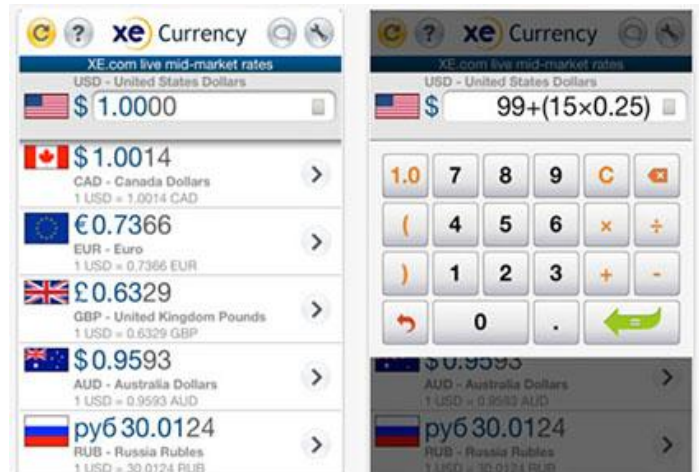 xe Currency
XE.com live mid-market rates
USD - United States Dollars
$ 1.0000
$ 1.0014
CAD - Canada Dollars
1 USD = 1.0014 CAD
€ 0.7366
EUR - Euro
1 USD = 0.7366 EUR
£ 0.6329
GBP - United Kingdom Pounds
1 USD = 0.6329 GBP
$ 0.9593
AUD - Australia Dollars
1 USD = 0.9593 AUD
руб 30.0124
RUB - Russia Rubles
1 USD = 30.0124 RUB
xe Currency
XE.com live mid-market rates
USD - United States Dollars
$ 99+(15×0.25)
1.0 7 8 9 C
( 4 5 6 × ÷
) 1 2 3 + -
0 . =
$ 0.9593
AUD - Australia Dollars
1 USD = 0.9593 AUD
руб 30.0124
RUB - Russia Rubles
1 USD = 30.0124 RUB